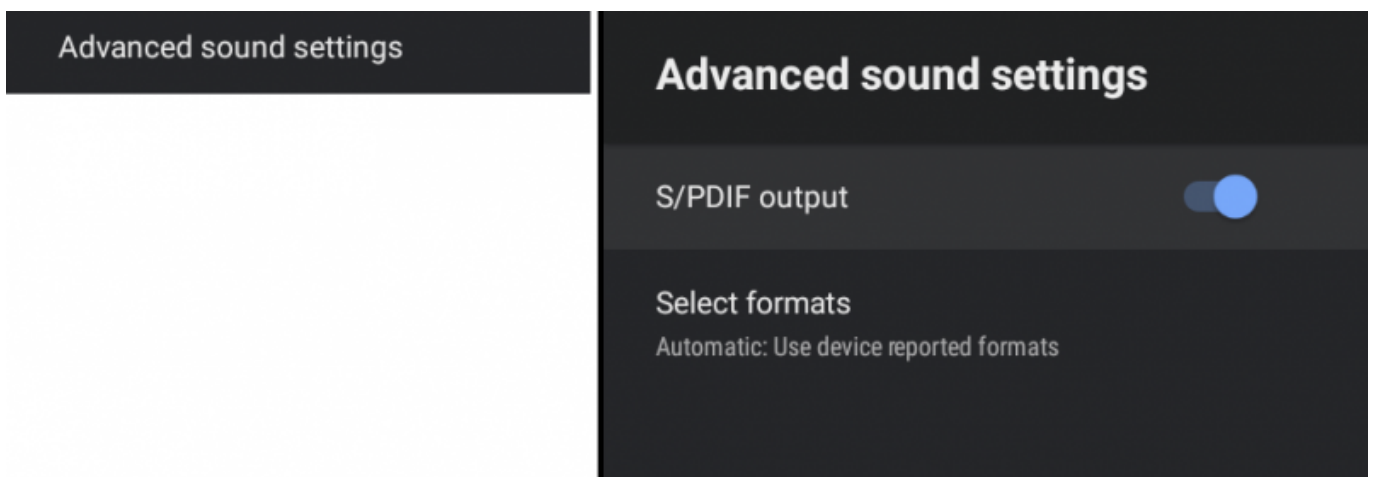 Advanced sound settings
Advanced sound settings
S/PDIF output
Select formats
Automatic: Use device reported formats